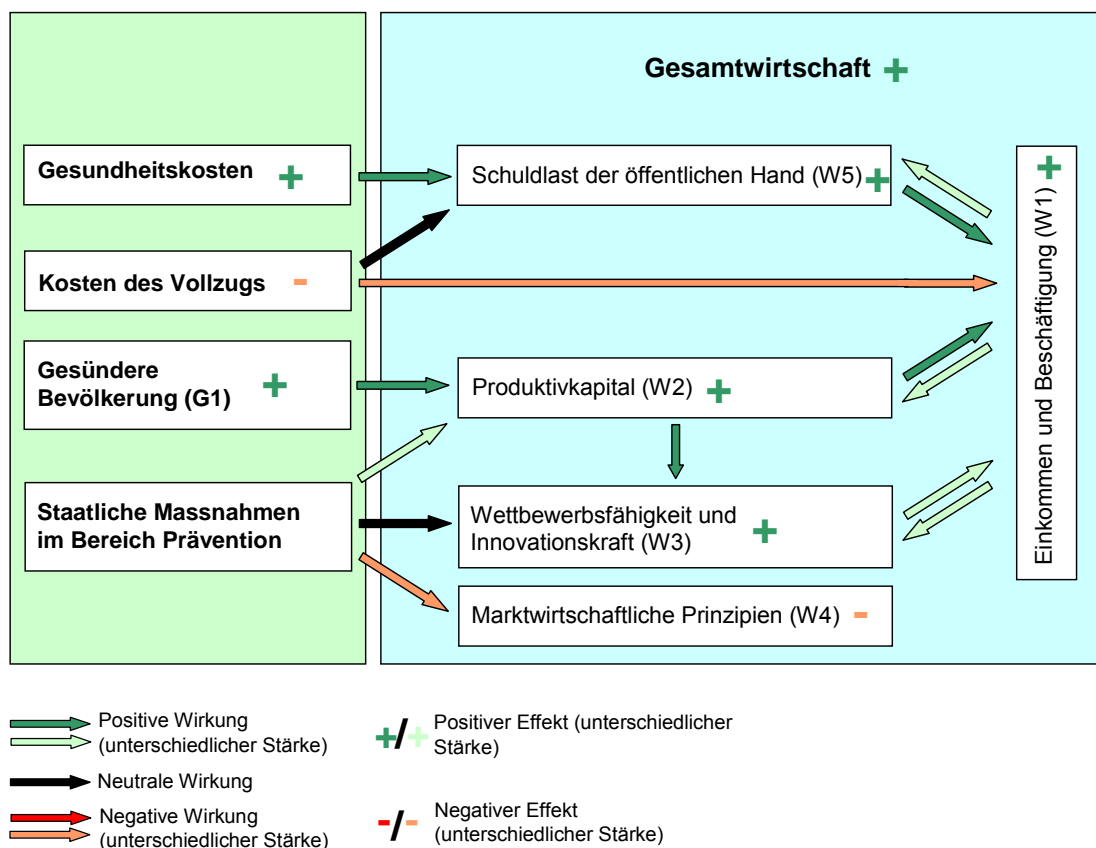 Gesamtwirtschaft +
Gesundheitskosten +
Schuldlast der öffentlichen Hand (W5) +
Kosten des Vollzugs -
Gesündere
Bevölkerung (G1) +
Produktivkapital (W2) +
Staatliche Massnahmen
im Bereich Prävention
Wettbewerbsfähigkeit und
Innovationskraft (W3) +
Marktwirtschaftliche Prinzipien (W4) -
Einkommen und Beschäftigung (W1) +
Positive Wirkung
(unterschiedlicher Stärke)
Neutrale Wirkung
Negative Wirkung
(unterschiedlicher Stärke)
+/+ Positiver Effekt (unterschiedlicher
Stärke)
-/- Negativer Effekt
(unterschiedlicher Stärke)